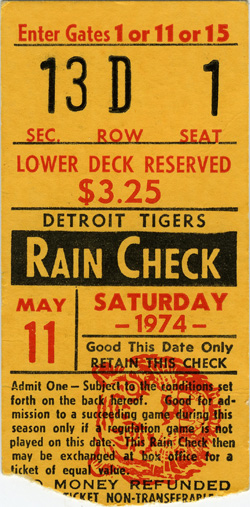 Enter Gates 1 or 11 or 15
13 D 1
SEC. ROW SEAT
LOWER DECK RESERVED
$3.25
DETROIT TIGERS
RAIN CHECK
MAY 11
SATURDAY
-1974-
Good This Date Only
RETAIN THIS CHECK
Admit One — Subject to the conditions set
forth on the back hereof. Good for ad-
mission to a succeeding game during this
season only if a regulation game is not
played on this date. This Rain Check then
may be exchanged at box office for a
ticket of equal value.
NO MONEY REFUNDED
TICKET NON-TRANSFERABLE